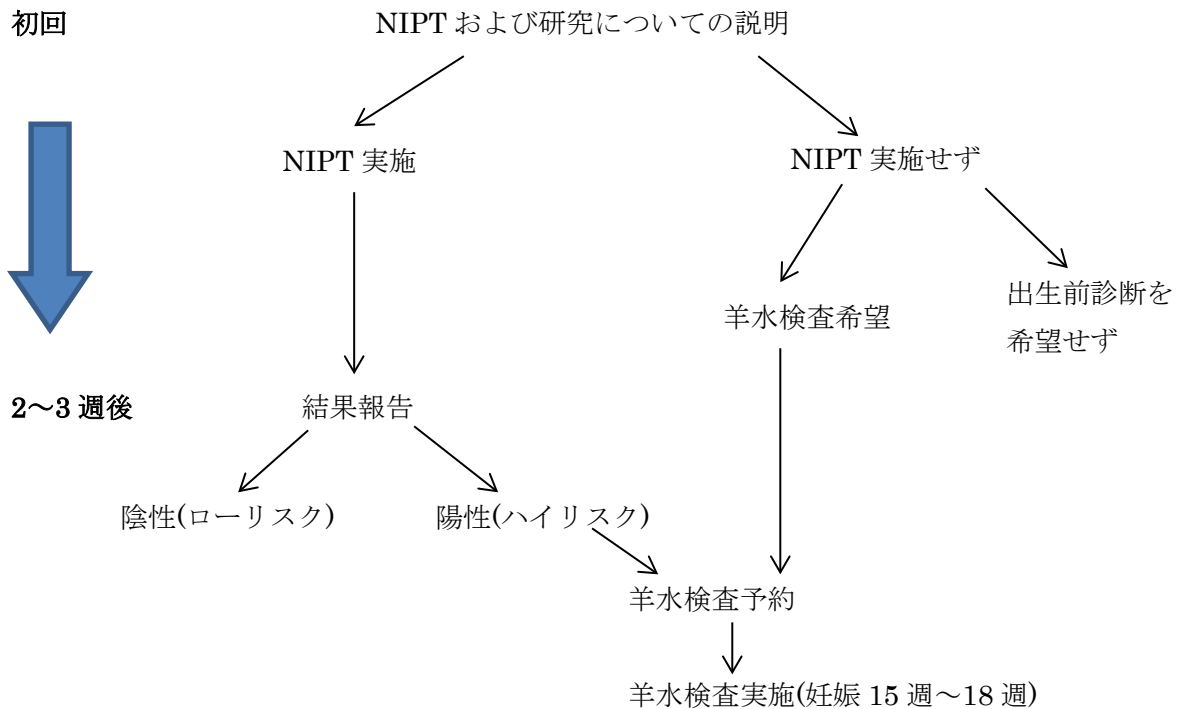 初回
NIPT および研究についての説明
NIPT 実施
NIPT 実施せず
羊水検査希望
出生前診断を
希望せず
2～3 週後
結果報告
陰性(ローリスク)
陽性(ハイリスク)
羊水検査予約
羊水検査実施(妊娠 15 週～18 週)